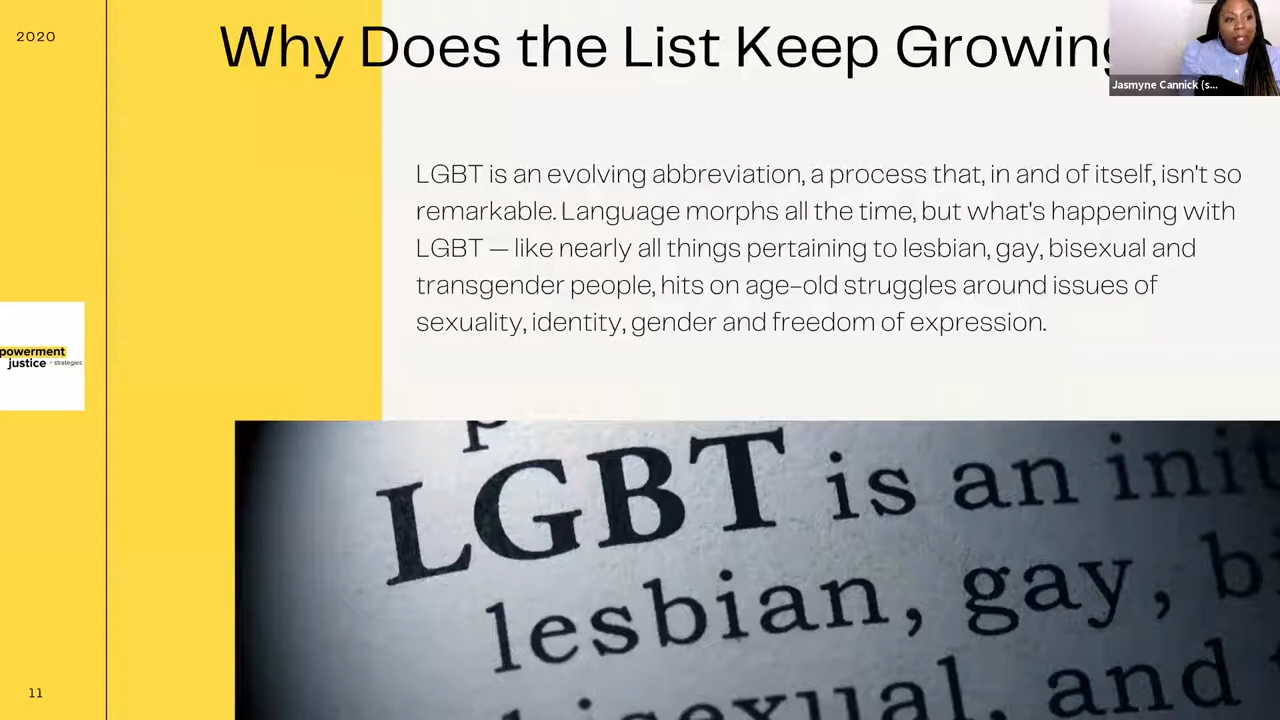 2020
Why Does the List Keep Growing
Jasmyne Cannick (s...
LGBT is an evolving abbreviation, a process that, in and of itself, isn't so
remarkable. Language morphs all the time, but what's happening with
LGBT — like nearly all things pertaining to lesbian, gay, bisexual and
transgender people, hits on age-old struggles around issues of
sexuality, identity, gender and freedom of expression.
powerment
justice - strategies
LGBT is an init
lesbian, gay, b
bisexual, and
11